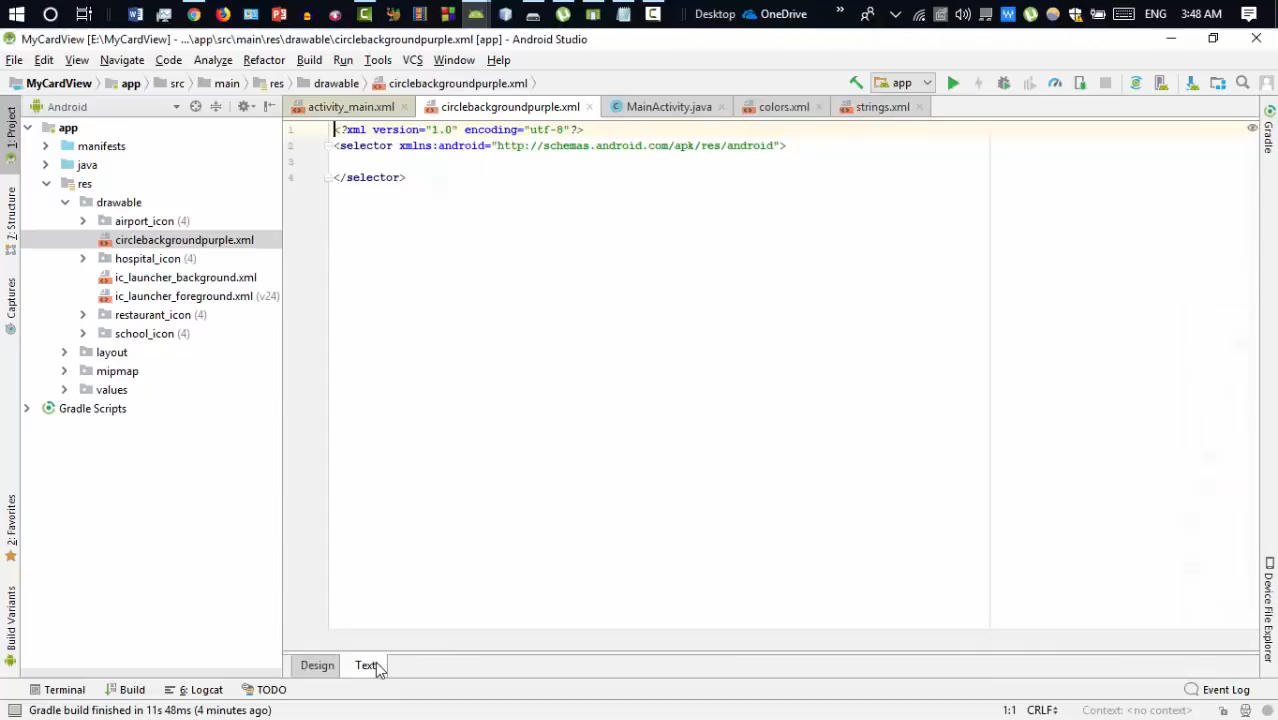 Desktop OneDrive » ENG 3:48 AM
MyCardView [E:\MyCardView] - ...\app\src\main\res\drawable\circlebackgroundpurple.xml [app] - Android Studio
File Edit View Navigate Code Analyze Refactor Build Run Tools VCS Window Help
MyCardView app src main res drawable circlebackgroundpurple.xml app
Android activity_main.xml circlebackgroundpurple.xml MainActivity.java colors.xml strings.xml
1: Project
7: Structure
Captures
2: Favorites
Build Variants
app
manifests
java
res
drawable
airport_icon (4)
circlebackgroundpurple.xml
hospital_icon (4)
ic_launcher_background.xml
ic_launcher_foreground.xml (v24)
restaurant_icon (4)
school_icon (4)
layout
mipmap
values
Gradle Scripts
1 <?xml version="1.0" encoding="utf-8"?>
2 <selector xmlns:android="http://schemas.android.com/apk/res/android">
3
4 </selector>
Gradle
Device File Explorer
Design Text
Terminal Build 6: Logcat TODO Event Log
Gradle build finished in 11s 48ms (4 minutes ago) 1:1 CRLF Context: <no context>